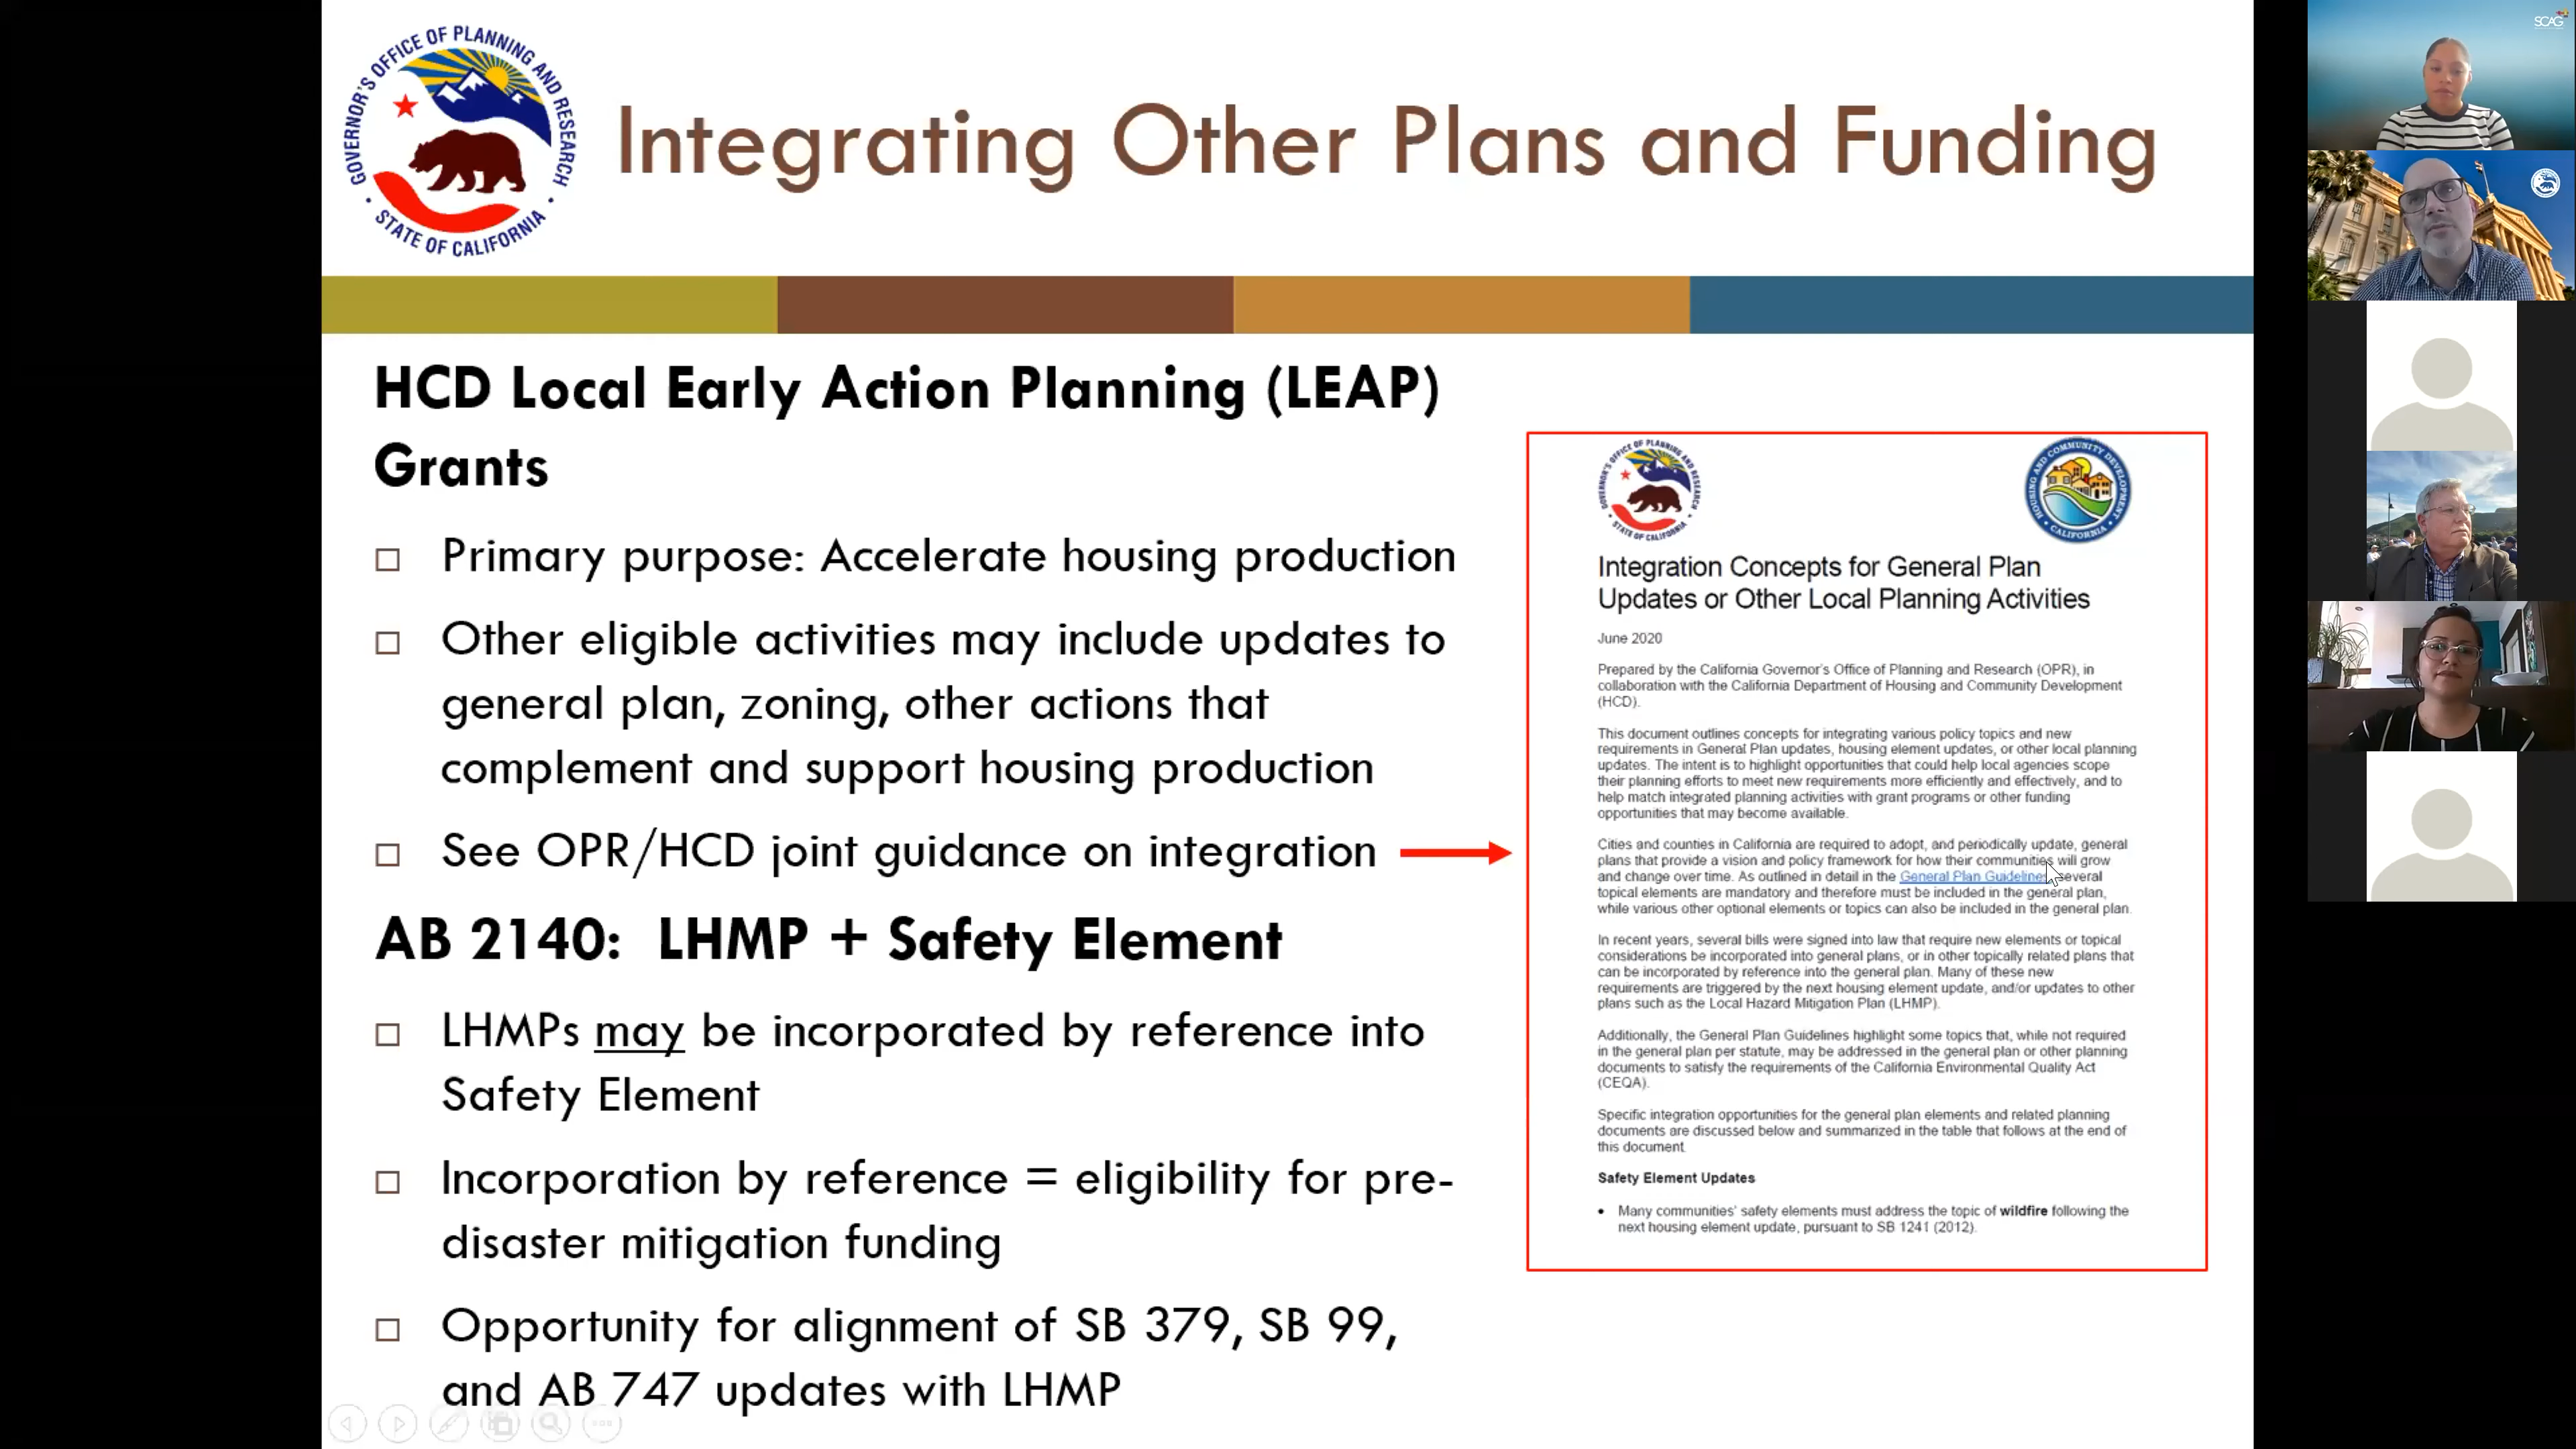 GOVERNOR'S OFFICE OF PLANNING AND RESEARCH
• STATE OF CALIFORNIA •
Integrating Other Plans and Funding
HCD Local Early Action Planning (LEAP)
Grants
Primary purpose: Accelerate housing production
Other eligible activities may include updates to
general plan, zoning, other actions that
complement and support housing production
See OPR/HCD joint guidance on integration
AB 2140: LHMP + Safety Element
LHMPs may be incorporated by reference into
Safety Element
Incorporation by reference = eligibility for pre-
disaster mitigation funding
Opportunity for alignment of SB 379, SB 99,
and AB 747 updates with LHMP
GOVERNOR'S OFFICE OF PLANNING AND RESEARCH
• STATE OF CALIFORNIA •
HOUSING AND COMMUNITY DEVELOPMENT
• CALIFORNIA •
Integration Concepts for General Plan
Updates or Other Local Planning Activities
June 2020
Prepared by the California Governor's Office of Planning and Research (OPR), in
collaboration with the California Department of Housing and Community Development
(HCD).
This document outlines concepts for integrating various policy topics and new
requirements in General Plan updates, housing element updates, or other local planning
updates. The intent is to highlight opportunities that could help local agencies scope
their planning efforts to meet new requirements more efficiently and effectively, and to
help match integrated planning activities with grant programs or other funding
opportunities that may become available.
Cities and counties in California are required to adopt, and periodically update, general
plans that provide a vision and policy framework for how their communities will grow
and change over time. As outlined in detail in the General Plan Guidelines several
topical elements are mandatory and therefore must be included in the general plan,
while various other optional elements or topics can also be included in the general plan.
In recent years, several bills were signed into law that require new elements or topical
considerations be incorporated into general plans, or in other topically related plans that
can be incorporated by reference into the general plan. Many of these new
requirements are triggered by the next housing element update, and/or updates to other
plans such as the Local Hazard Mitigation Plan (LHMP).
Additionally, the General Plan Guidelines highlight some topics that, while not required
in the general plan per statute, may be addressed in the general plan or other planning
documents to satisfy the requirements of the California Environmental Quality Act
(CEQA).
Specific integration opportunities for the general plan elements and related planning
documents are discussed below and summarized in the table that follows at the end of
this document.
Safety Element Updates
• Many communities' safety elements must address the topic of wildfire following the
next housing element update, pursuant to SB 1241 (2012).
SCAG